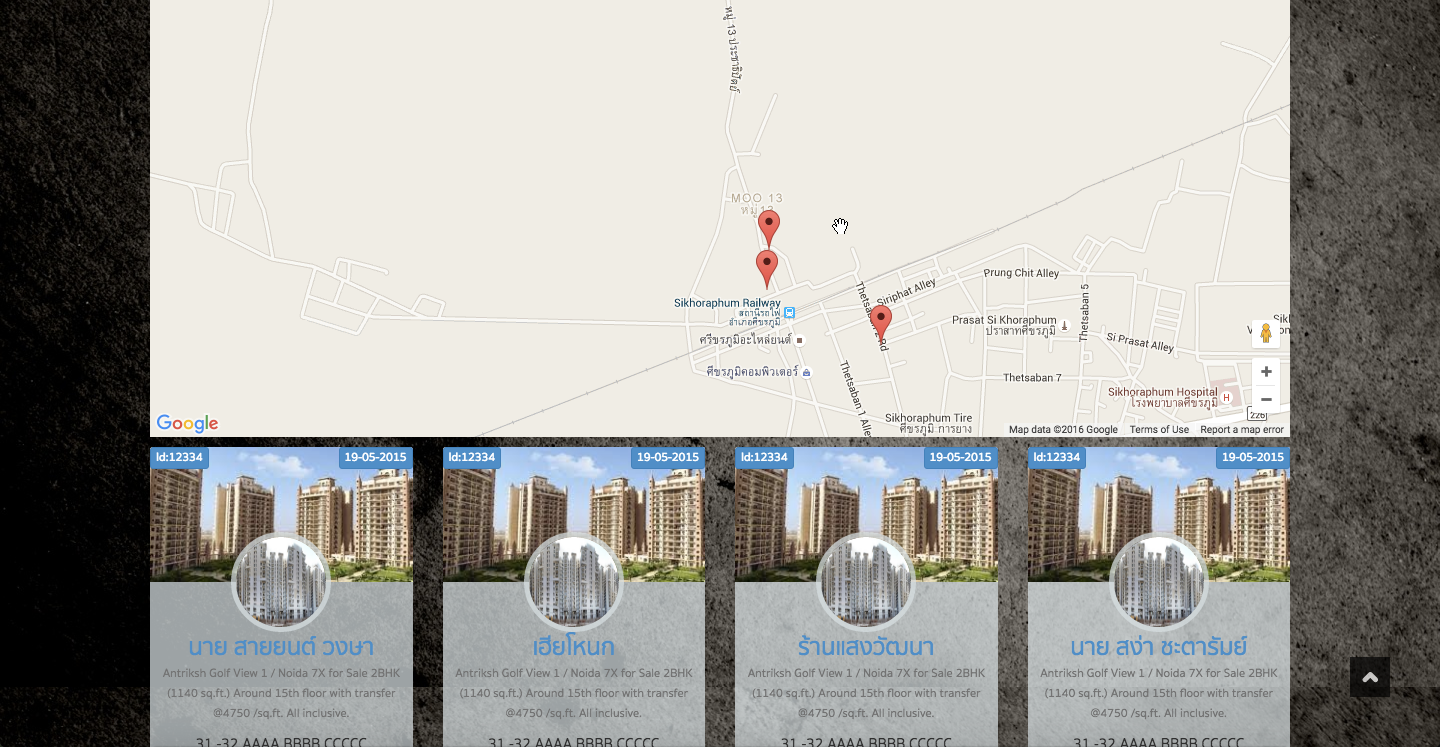 หมู่ 13 ประชาธิปไตย์
MOO 13
หมู่ 13
Prung Chit Alley
Siriphat Alley
Thetsaban 5
Sikhoraphum Railway
สถานีรถไฟ
อำเภอศีขรภูมิ
Prasat Si Khoraphum
ปราสาทศีขรภูมิ
Si Prasat Alley
ศรีขรภูมิอะไหล่ยนต์
ศีขรภูมิคอมพิวเตอร์
Thetsaban 7
Thetsaban 1 Alley
Sikhoraphum Hospital
โรงพยาบาลศีขรภูมิ
H
226
+
−
Sikhoraphum Tire
ศีขรภูมิ การยาง
Google
Map data ©2016 Google Terms of Use Report a map error
Id:12334 19-05-2015
นาย สายยนต์ วงษา
Antriksh Golf View 1 / Noida 7X for Sale 2BHK
(1140 sq.ft.) Around 15th floor with transfer
@4750 /sq.ft. All inclusive.
31 -32 AAAA BBBB CCCCC
Id:12334 19-05-2015
เฮียโหนก
Antriksh Golf View 1 / Noida 7X for Sale 2BHK
(1140 sq.ft.) Around 15th floor with transfer
@4750 /sq.ft. All inclusive.
31 -32 AAAA BBBB CCCCC
Id:12334 19-05-2015
ร้านแสงวัฒนา
Antriksh Golf View 1 / Noida 7X for Sale 2BHK
(1140 sq.ft.) Around 15th floor with transfer
@4750 /sq.ft. All inclusive.
31 -32 AAAA BBBB CCCCC
Id:12334 19-05-2015
นาย สง่า ชะตารัมย์
Antriksh Golf View 1 / Noida 7X for Sale 2BHK
(1140 sq.ft.) Around 15th floor with transfer
@4750 /sq.ft. All inclusive.
31 -32 AAAA BBBB CCCCC